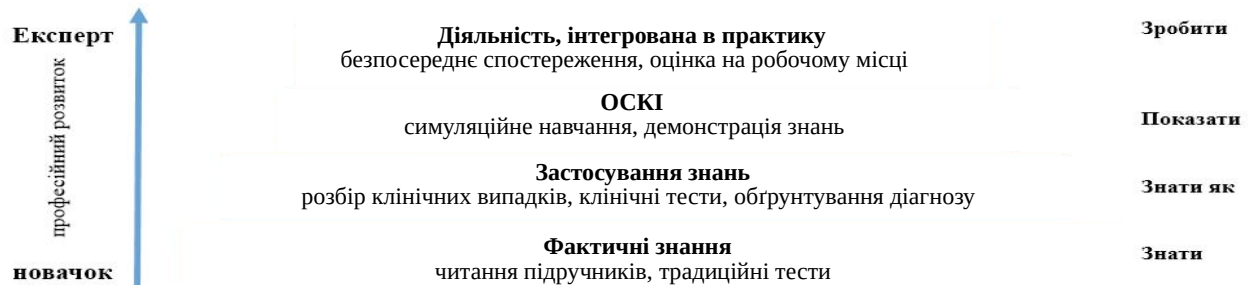 Експерт
професійний розвиток
новачок
Діяльність, інтегрована в практику
безпосереднє спостереження, оцінка на робочому місці
Зробити
ОСКІ
симуляційне навчання, демонстрація знань
Показати
Застосування знань
розбір клінічних випадків, клінічні тести, обґрунтування діагнозу
Знати як
Фактичні знання
читання підручників, традиційні тести
Знати